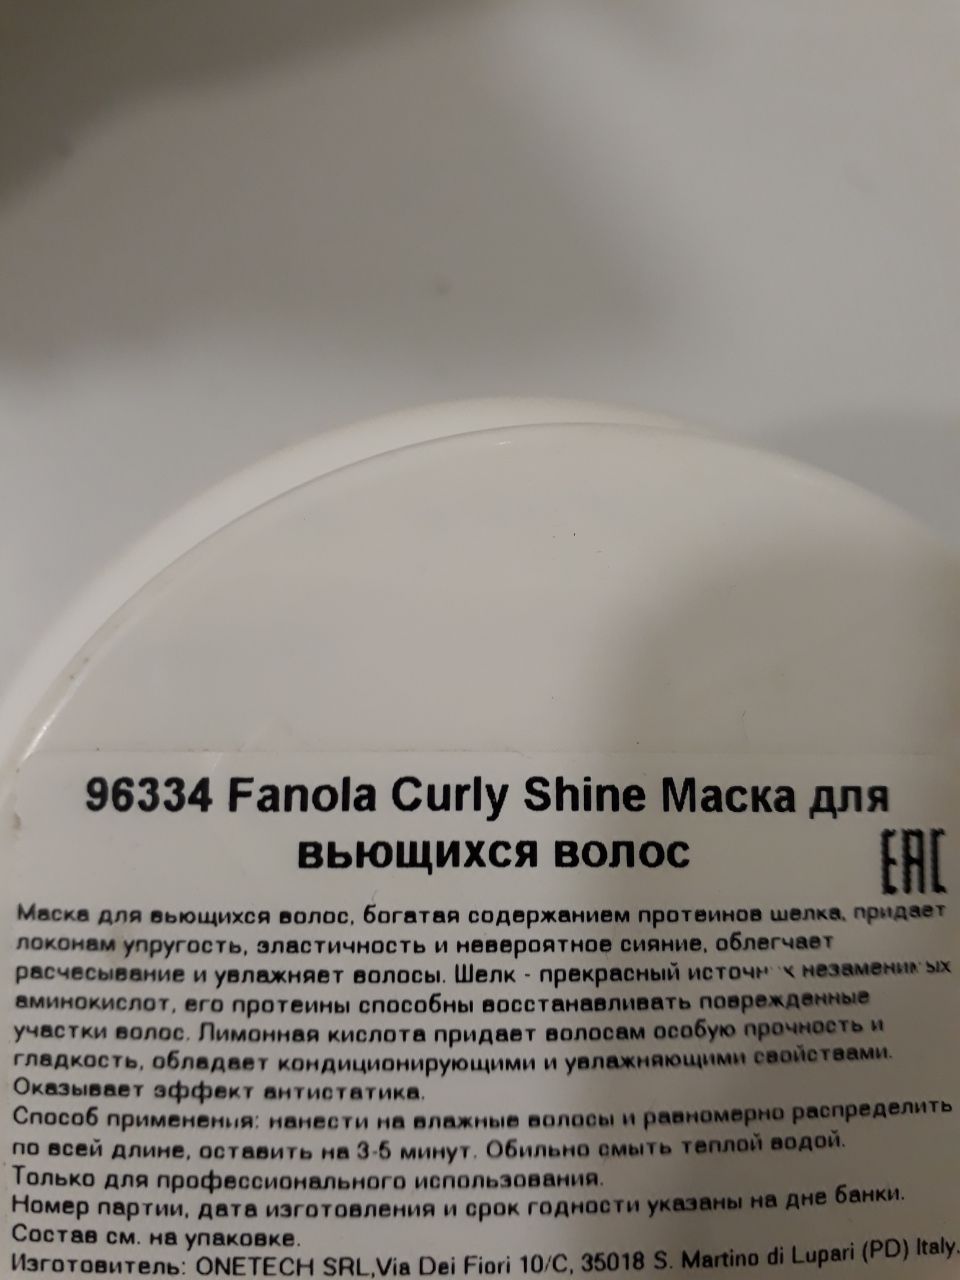 96334 Fanola Curly Shine Маска для
вьющихся волос
EAC
Маска для вьющихся волос, богатая содержанием протеинов шелка, придает
локонам упругость, эластичность и невероятное сияние, облегчает
расчесывание и увлажняет волосы. Шелк - прекрасный источник незаменимых
аминокислот, его протеины способны восстанавливать поврежденные
участки волос. Лимонная кислота придает волосам особую прочность и
гладкость, обладает кондиционирующими и увлажняющими свойствами.
Оказывает эффект антистатика.
Способ применения: нанести на влажные волосы и равномерно распределить
по всей длине, оставить на 3-5 минут. Обильно смыть теплой водой.
Только для профессионального использования.
Номер партии, дата изготовления и срок годности указаны на дне банки.
Состав см. на упаковке.
Изготовитель: ONETECH SRL,Via Dei Fiori 10/C, 35018 S. Martino di Lupari (PD) Italy.